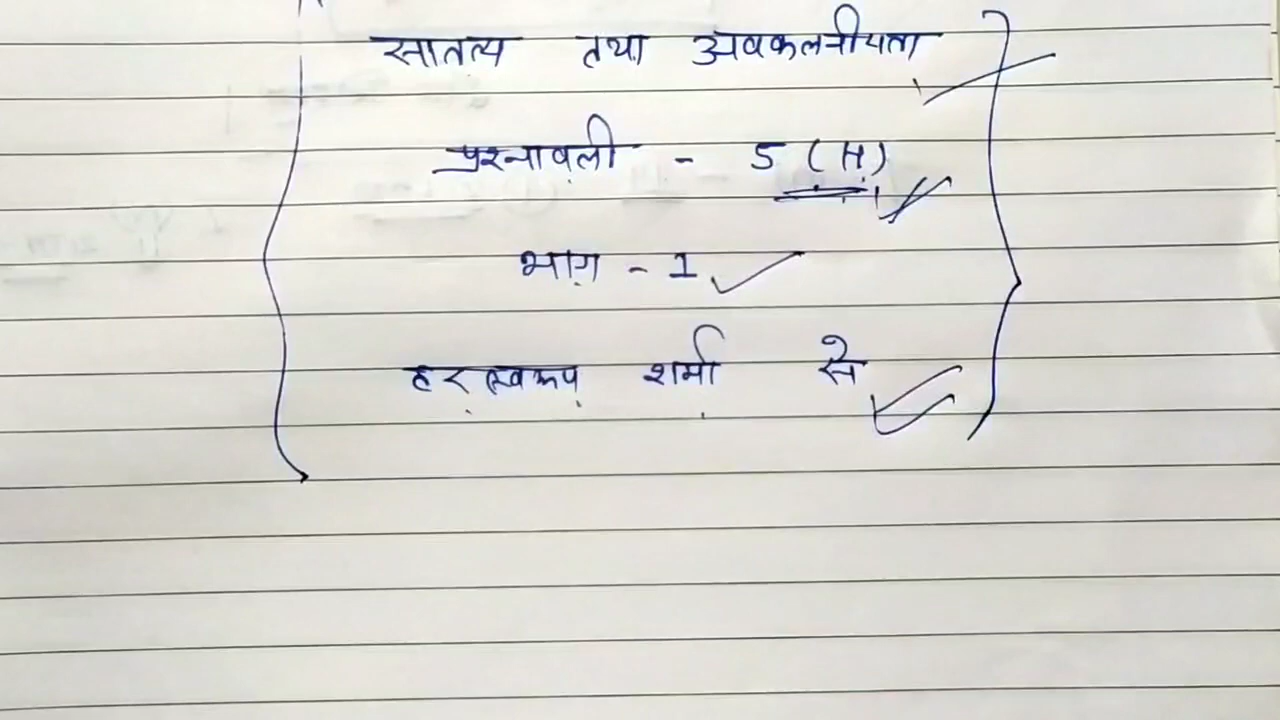 सातत्य तथा अवकलनीयता
प्रश्नावली - 5 (H)
भाग - 1
हर स्वरूप शर्मा से